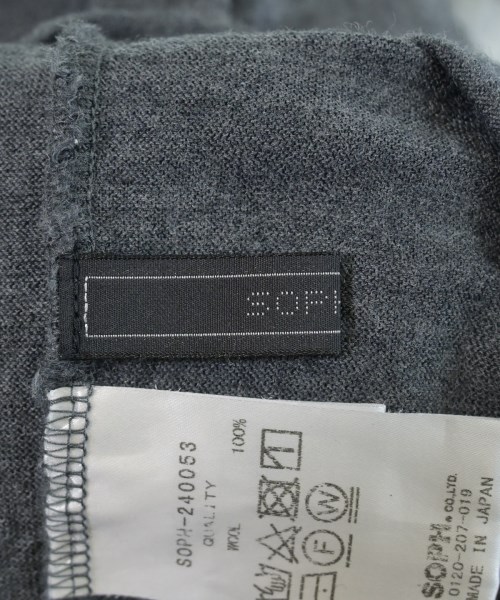 SOPH
SOPH-240053
QUALITY
WOOL 100%
F W
SOPH.CO.,LTD.
0120-207-019
MADE IN JAPAN